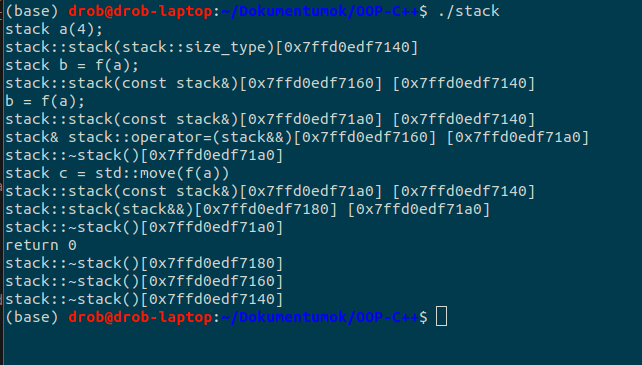 (base) drob@drob-laptop:~/Dokumentumok/OOP-C++$ ./stack
stack a(4);
stack::stack(stack::size_type)[0x7ffd0edf7140]
stack b = f(a);
stack::stack(const stack&)[0x7ffd0edf7160] [0x7ffd0edf7140]
b = f(a);
stack::stack(const stack&)[0x7ffd0edf71a0] [0x7ffd0edf7140]
stack& stack::operator=(stack&&)[0x7ffd0edf7160] [0x7ffd0edf71a0]
stack::~stack()[0x7ffd0edf71a0]
stack c = std::move(f(a))
stack::stack(const stack&)[0x7ffd0edf71a0] [0x7ffd0edf7140]
stack::stack(stack&&)[0x7ffd0edf7180] [0x7ffd0edf71a0]
stack::~stack()[0x7ffd0edf71a0]
return 0
stack::~stack()[0x7ffd0edf7180]
stack::~stack()[0x7ffd0edf7160]
stack::~stack()[0x7ffd0edf7140]
(base) drob@drob-laptop:~/Dokumentumok/OOP-C++$